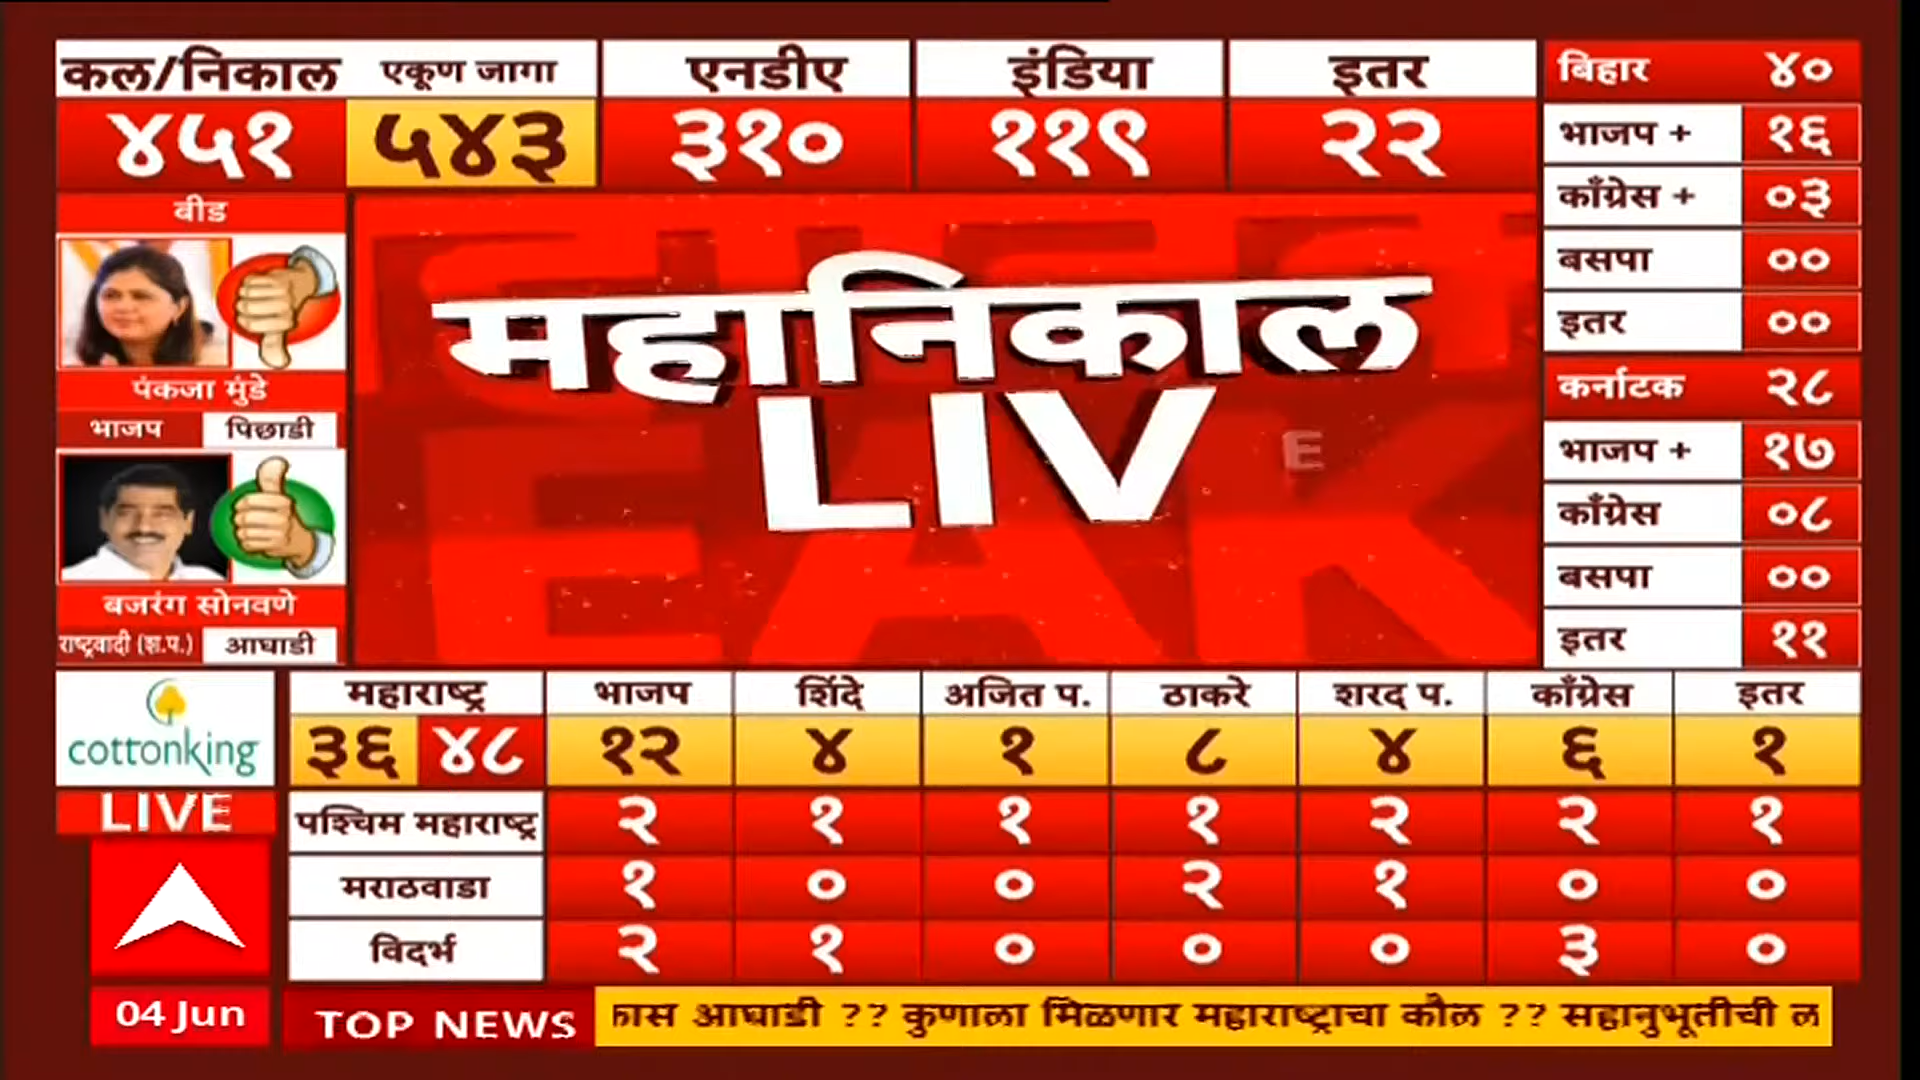 कल/निकाल एकूण जागा एनडीए इंडिया इतर
४५१ ५४३ ३१० ११९ २२
बीड
पंकजा मुंडे
भाजप पिछाडी
बजरंग सोनवणे
राष्ट्रवादी (श.प.) आघाडी
महानिकाल
LIV E
बिहार ४०
भाजप + १६
काँग्रेस + ०३
बसपा ००
इतर ००
कर्नाटक २८
भाजप + १७
काँग्रेस ०८
बसपा ००
इतर ११
cottonking
LIVE
महाराष्ट्र भाजप शिंदे अजित प. ठाकरे शरद प. काँग्रेस इतर
३६ ४८ १२ ४ १ ८ ४ ६ १
पश्चिम महाराष्ट्र २ १ १ १ २ २ १
मराठवाडा १ ० ० २ १ ० ०
विदर्भ २ १ ० ० ० ३ ०
04 Jun
TOP NEWS
कास आघाडी ?? कुणाला मिळणार महाराष्ट्राचा कौल ?? सहानुभूतीची ल